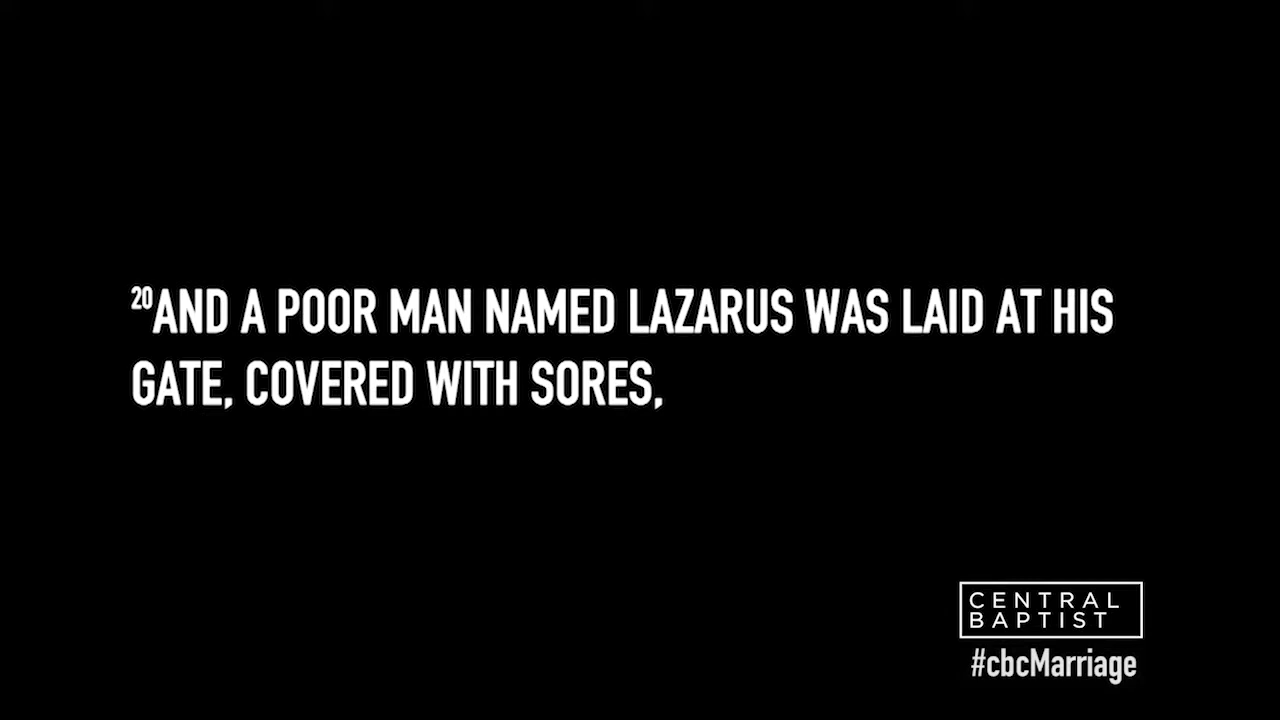 20AND A POOR MAN NAMED LAZARUS WAS LAID AT HIS
GATE, COVERED WITH SORES,
CENTRAL
BAPTIST
#cbcMarriage